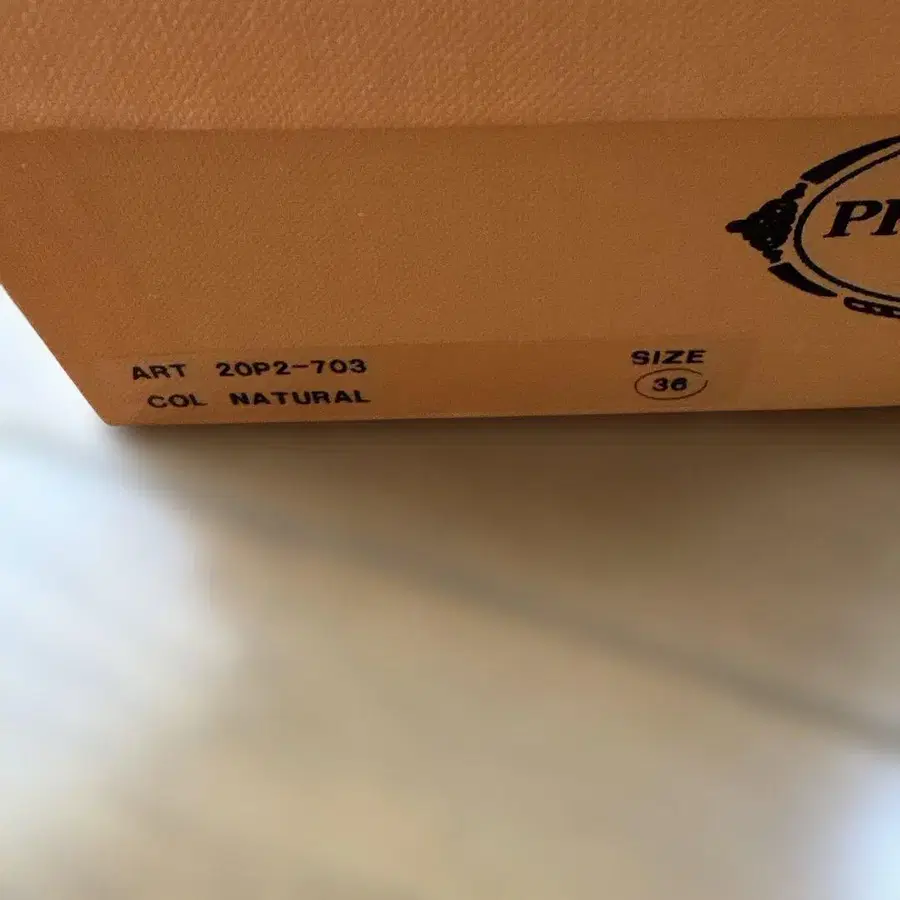 ART 20P2-703
COL NATURAL
SIZE
36